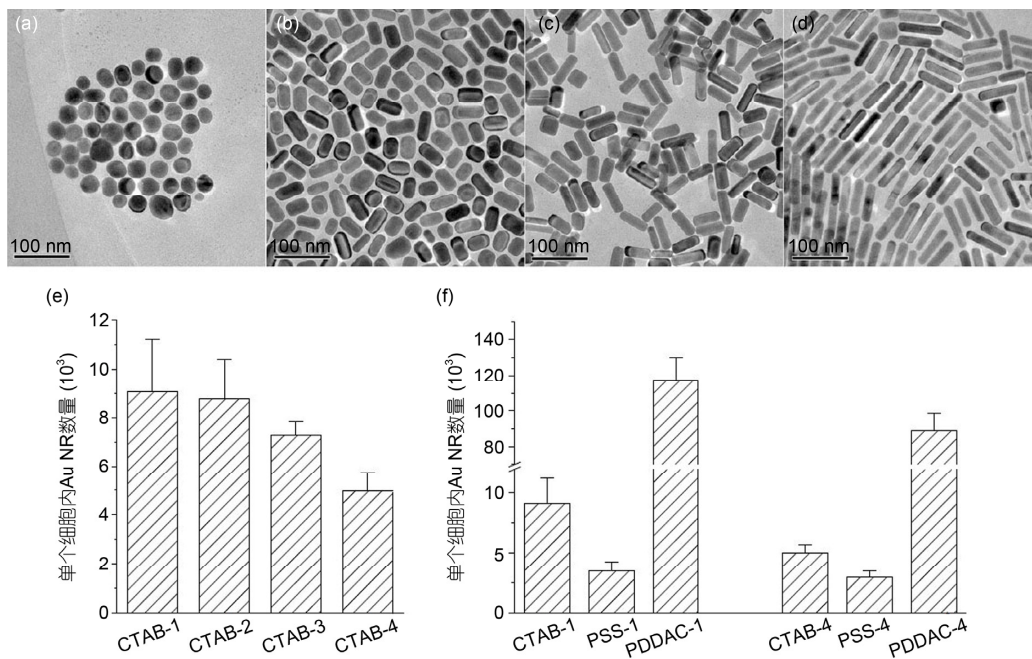 (a)
(b)
(c)
(d)
100 nm
100 nm
100 nm
100 nm
(e)
单个细胞内Au NR数量 (10³)
12
10
8
6
4
2
0
CTAB-1
CTAB-2
CTAB-3
CTAB-4
(f)
单个细胞内Au NR数量 (10³)
140
120
100
80
10
5
0
CTAB-1
PSS-1
PDDAC-1
CTAB-4
PSS-4
PDDAC-4